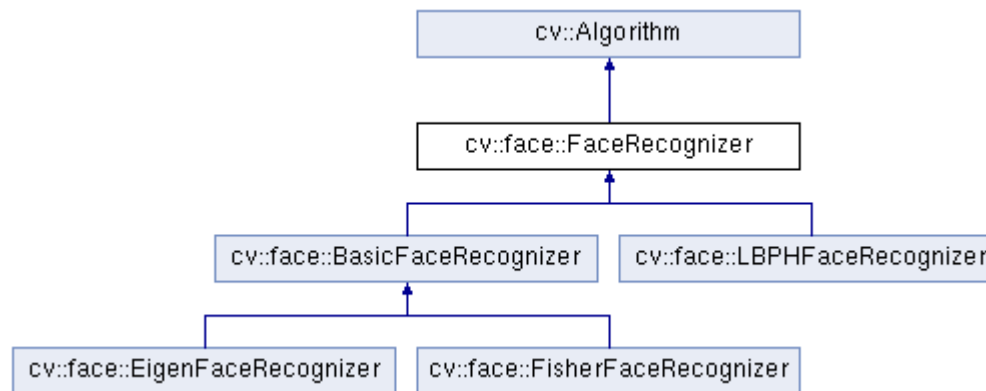 cv::Algorithm
cv::face::FaceRecognizer
cv::face::BasicFaceRecognizer
cv::face::LBPHFaceRecognizer
cv::face::EigenFaceRecognizer
cv::face::FisherFaceRecognizer